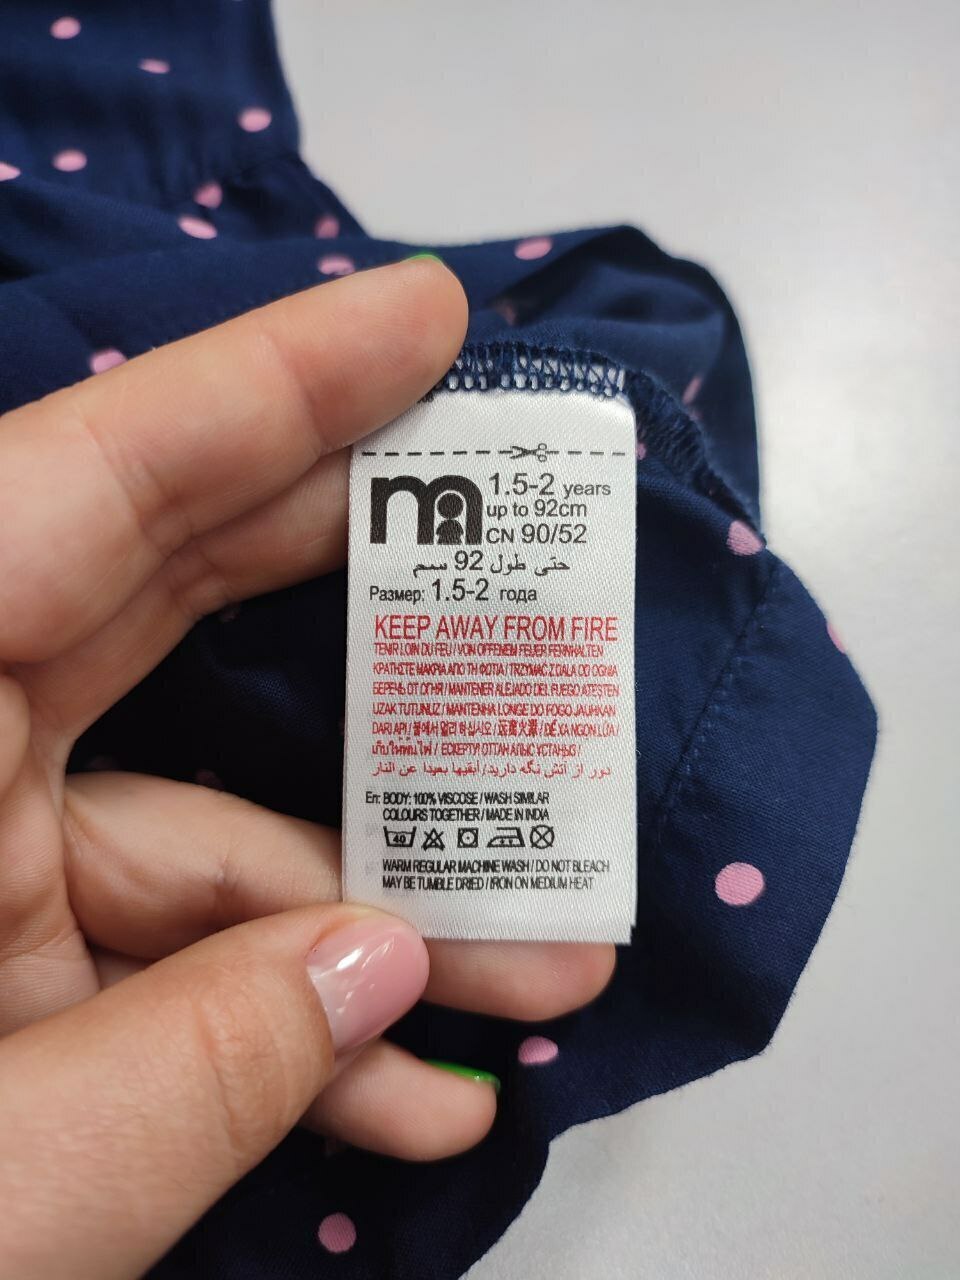 1.5-2 years
up to 92cm
CN 90/52
حتى طول 92 سم
Размер: 1.5-2 года
KEEP AWAY FROM FIRE
TENIR LOIN DU FEU / VON OFFENEM FEUER FERNHALTEN
ΚΡΑΤΗΣΤΕ ΜΑΚΡΙΑ ΑΠΟ ΤΗ ΦΩΤΙΑ / TRZYMAĆ Z DALA OD OGNIA
БЕРЕЧЬ ОТ ОГНЯ / MANTENER ALEJADO DEL FUEGO ATESTEN
UZAK TUTUNUZ / MANTENHA LONGE DO FOGO JAUHKAN
DARI API / 불에서 멀리 하십시오 / 远离火源 / ĐỂ XA NGỌN LỬA /
เก็บให้พ้นไฟ / ЕСКЕРТУ! ОТТАН АЛЫС ҰСТАҢЫЗ /
دور از آتش نگه دارید / أبقيها بعيدا عن النار
En: BODY: 100% VISCOSE / WASH SIMILAR
COLOURS TOGETHER / MADE IN INDIA
40
WARM REGULAR MACHINE WASH / DO NOT BLEACH
MAY BE TUMBLE DRIED / IRON ON MEDIUM HEAT